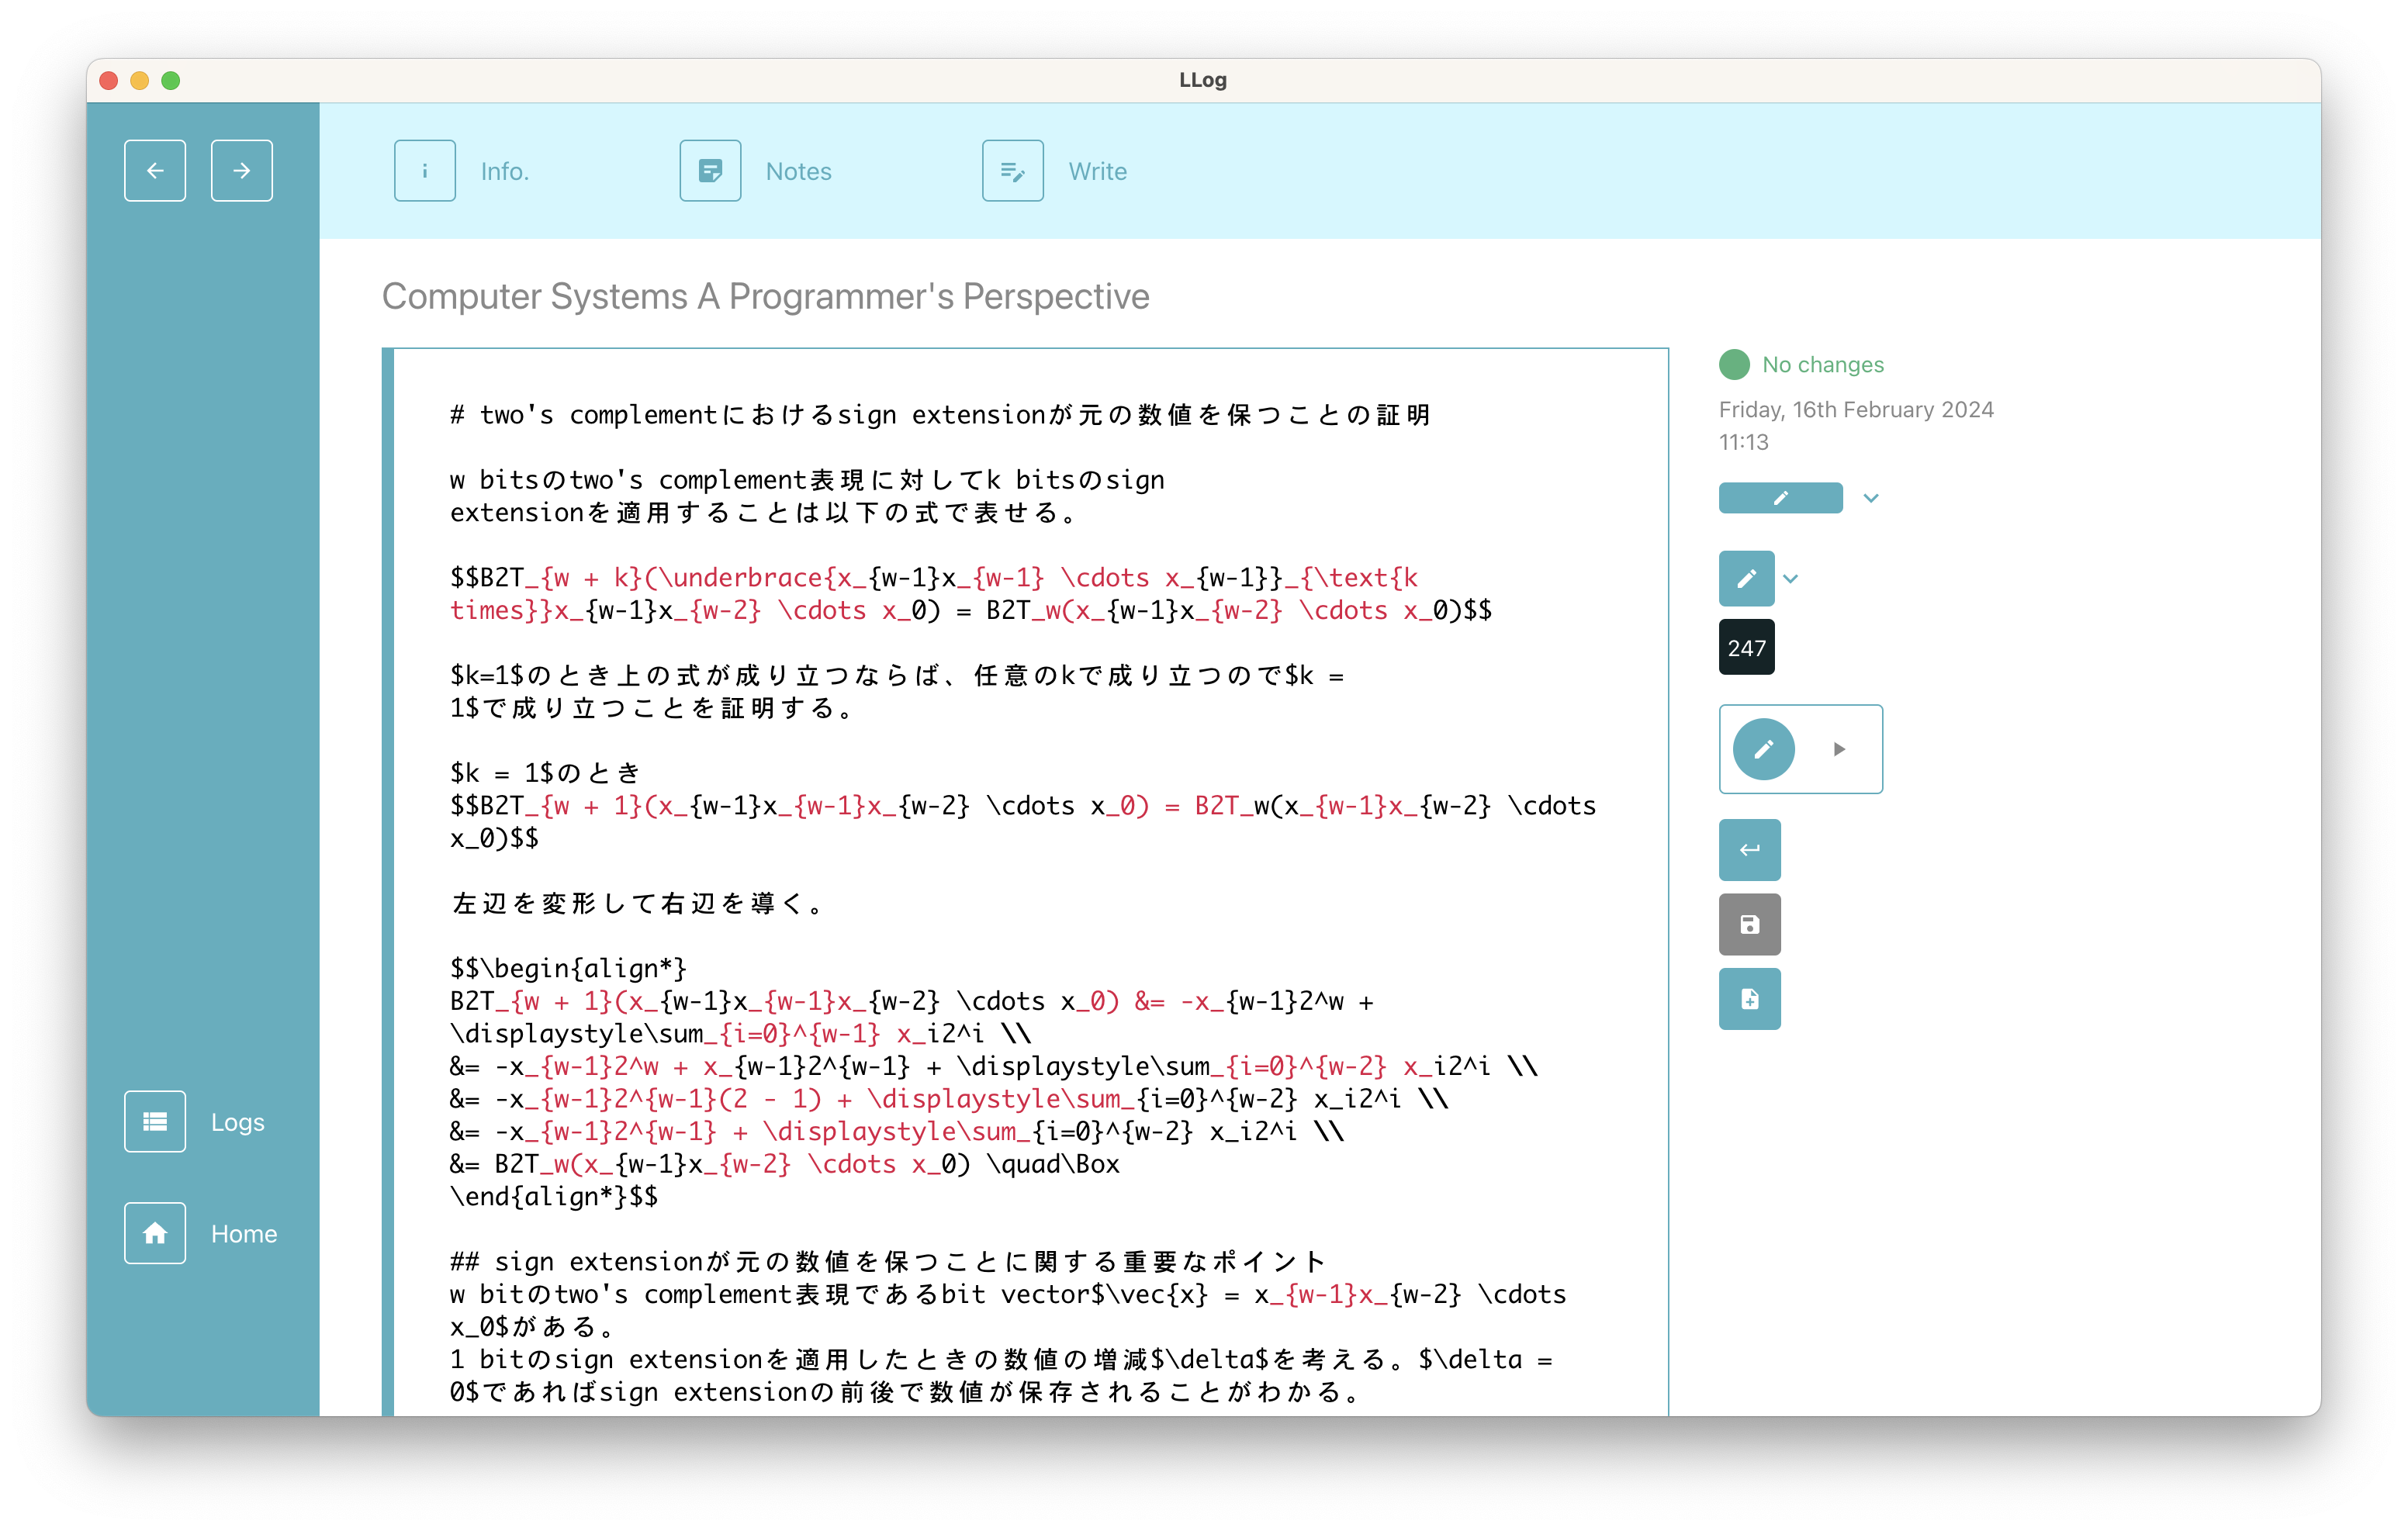 LLog
Info.
Notes
Write
Computer Systems A Programmer's Perspective
# two's complementにおけるsign extensionが元の数値を保つことの証明
w bitsのtwo's complement表現に対してk bitsのsign
extensionを適用することは以下の式で表せる。
$$B2T_{w + k}(\underbrace{x_{w-1}x_{w-1} \cdots x_{w-1}}_{\text{k
times}}x_{w-1}x_{w-2} \cdots x_0) = B2T_w(x_{w-1}x_{w-2} \cdots x_0)$$
$k=1$のとき上の式が成り立つならば、任意のkで成り立つので$k =
1$で成り立つことを証明する。
$k = 1$のとき
$$B2T_{w + 1}(x_{w-1}x_{w-1}x_{w-2} \cdots x_0) = B2T_w(x_{w-1}x_{w-2} \cdots
x_0)$$
左辺を変形して右辺を導く。
$$\begin{align*}
B2T_{w + 1}(x_{w-1}x_{w-1}x_{w-2} \cdots x_0) &= -x_{w-1}2^w +
\displaystyle\sum_{i=0}^{w-1} x_i2^i \\
&= -x_{w-1}2^w + x_{w-1}2^{w-1} + \displaystyle\sum_{i=0}^{w-2} x_i2^i \\
&= -x_{w-1}2^{w-1}(2 - 1) + \displaystyle\sum_{i=0}^{w-2} x_i2^i \\
&= -x_{w-1}2^{w-1} + \displaystyle\sum_{i=0}^{w-2} x_i2^i \\
&= B2T_w(x_{w-1}x_{w-2} \cdots x_0) \quad\Box
\end{align*}$$
## sign extensionが元の数値を保つことに関する重要なポイント
w bitのtwo's complement表現であるbit vector$\vec{x} = x_{w-1}x_{w-2} \cdots
x_0$がある。
1 bitのsign extensionを適用したときの数値の増減$\delta$を考える。$\delta =
0$であればsign extensionの前後で数値が保存されることがわかる。
No changes
Friday, 16th February 2024
11:13
247
Logs
Home